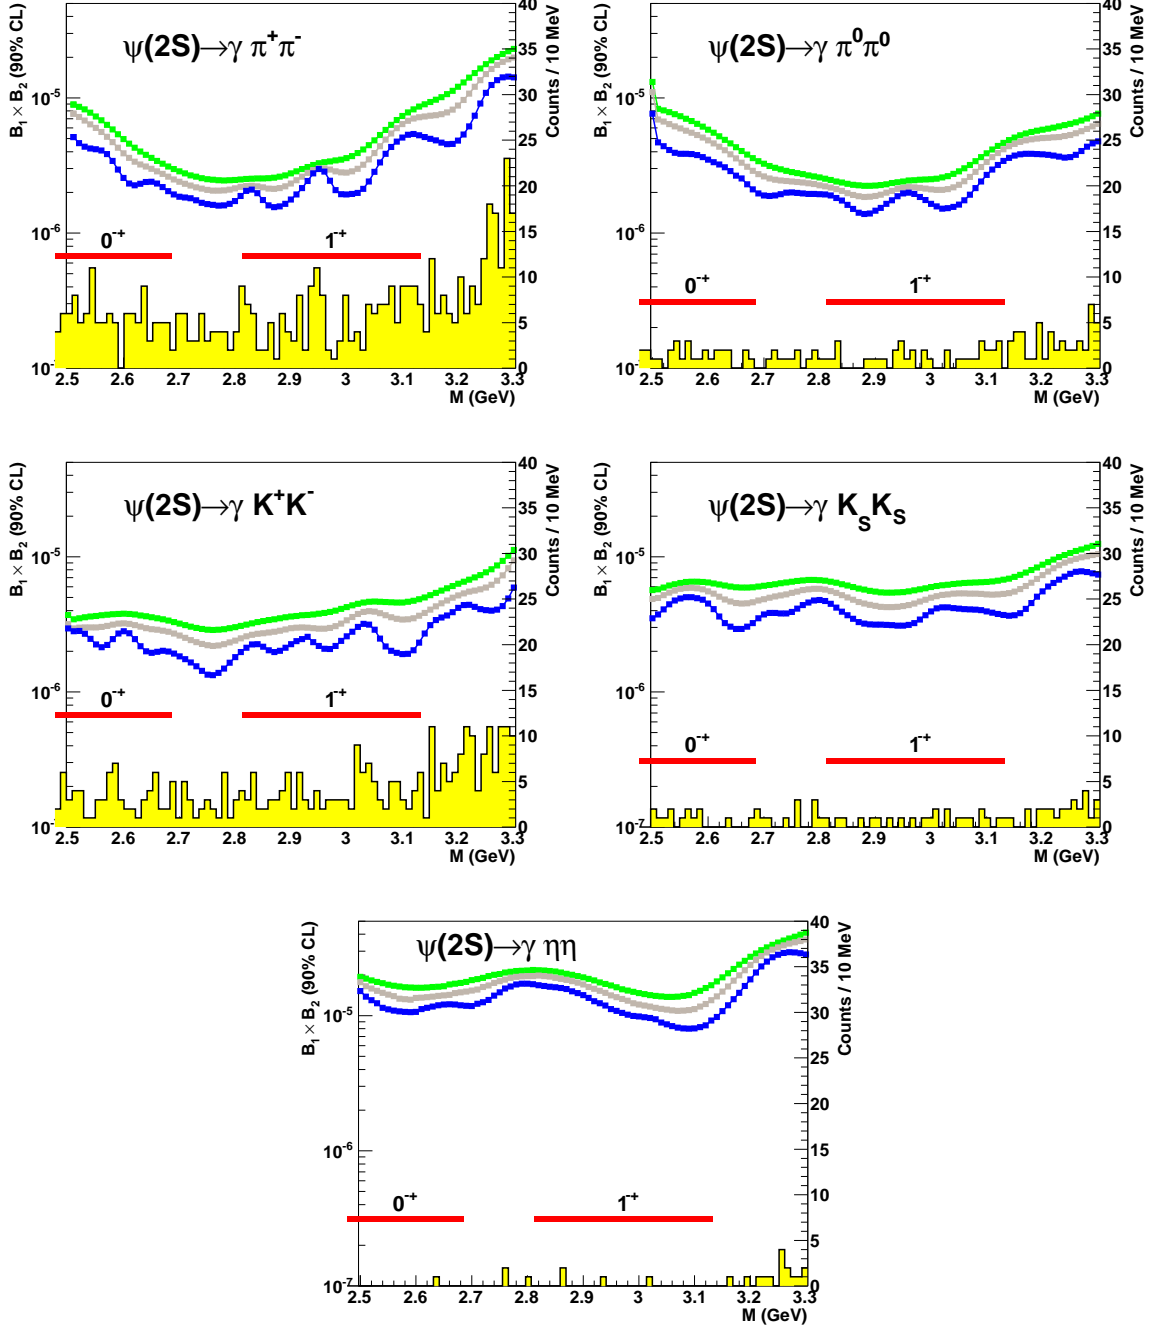 ψ(2S)→γ π⁺π⁻
B₁ × B₂ (90% CL)
Counts / 10 MeV
10⁻⁵
10⁻⁶
10⁻
40
35
30
25
20
15
10
5
0
0⁻⁺
1⁻⁺
2.5 2.6 2.7 2.8 2.9 3 3.1 3.2 3.3
M (GeV)
ψ(2S)→γ π⁰π⁰
B₁ × B₂ (90% CL)
Counts / 10 MeV
10⁻⁵
10⁻⁶
10⁻
40
35
30
25
20
15
10
5
0
0⁻⁺
1⁻⁺
2.5 2.6 2.7 2.8 2.9 3 3.1 3.2 3.3
M (GeV)
ψ(2S)→γ K⁺K⁻
B₁ × B₂ (90% CL)
Counts / 10 MeV
10⁻⁵
10⁻⁶
10⁻
40
35
30
25
20
15
10
5
0
0⁻⁺
1⁻⁺
2.5 2.6 2.7 2.8 2.9 3 3.1 3.2 3.3
M (GeV)
ψ(2S)→γ K_S K_S
B₁ × B₂ (90% CL)
Counts / 10 MeV
10⁻⁵
10⁻⁶
10⁻⁷
40
35
30
25
20
15
10
5
0
0⁻⁺
1⁻⁺
2.5 2.6 2.7 2.8 2.9 3 3.1 3.2 3.3
M (GeV)
ψ(2S)→γ ηη
B₁ × B₂ (90% CL)
Counts / 10 MeV
10⁻⁵
10⁻⁶
10⁻⁷
40
35
30
25
20
15
10
5
0
0⁻⁺
1⁻⁺
2.5 2.6 2.7 2.8 2.9 3 3.1 3.2 3.3
M (GeV)